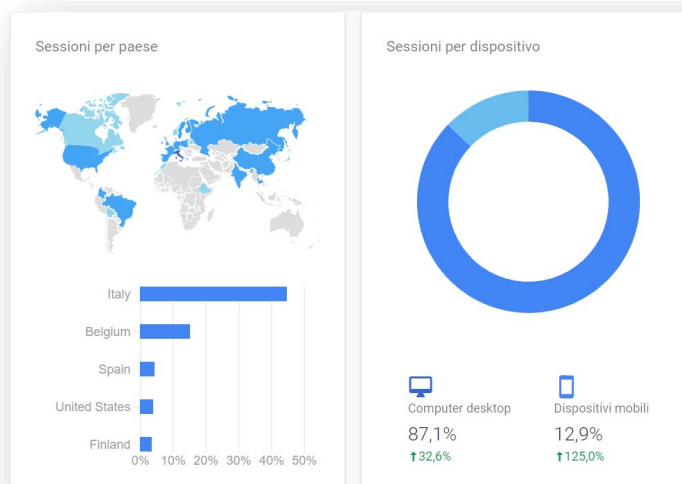 Sessioni per paese
Italy
Belgium
Spain
United States
Finland
0% 10% 20% 30% 40% 50%
Sessioni per dispositivo
Computer desktop
87,1%
32,6%
Dispositivi mobili
12,9%
125,0%